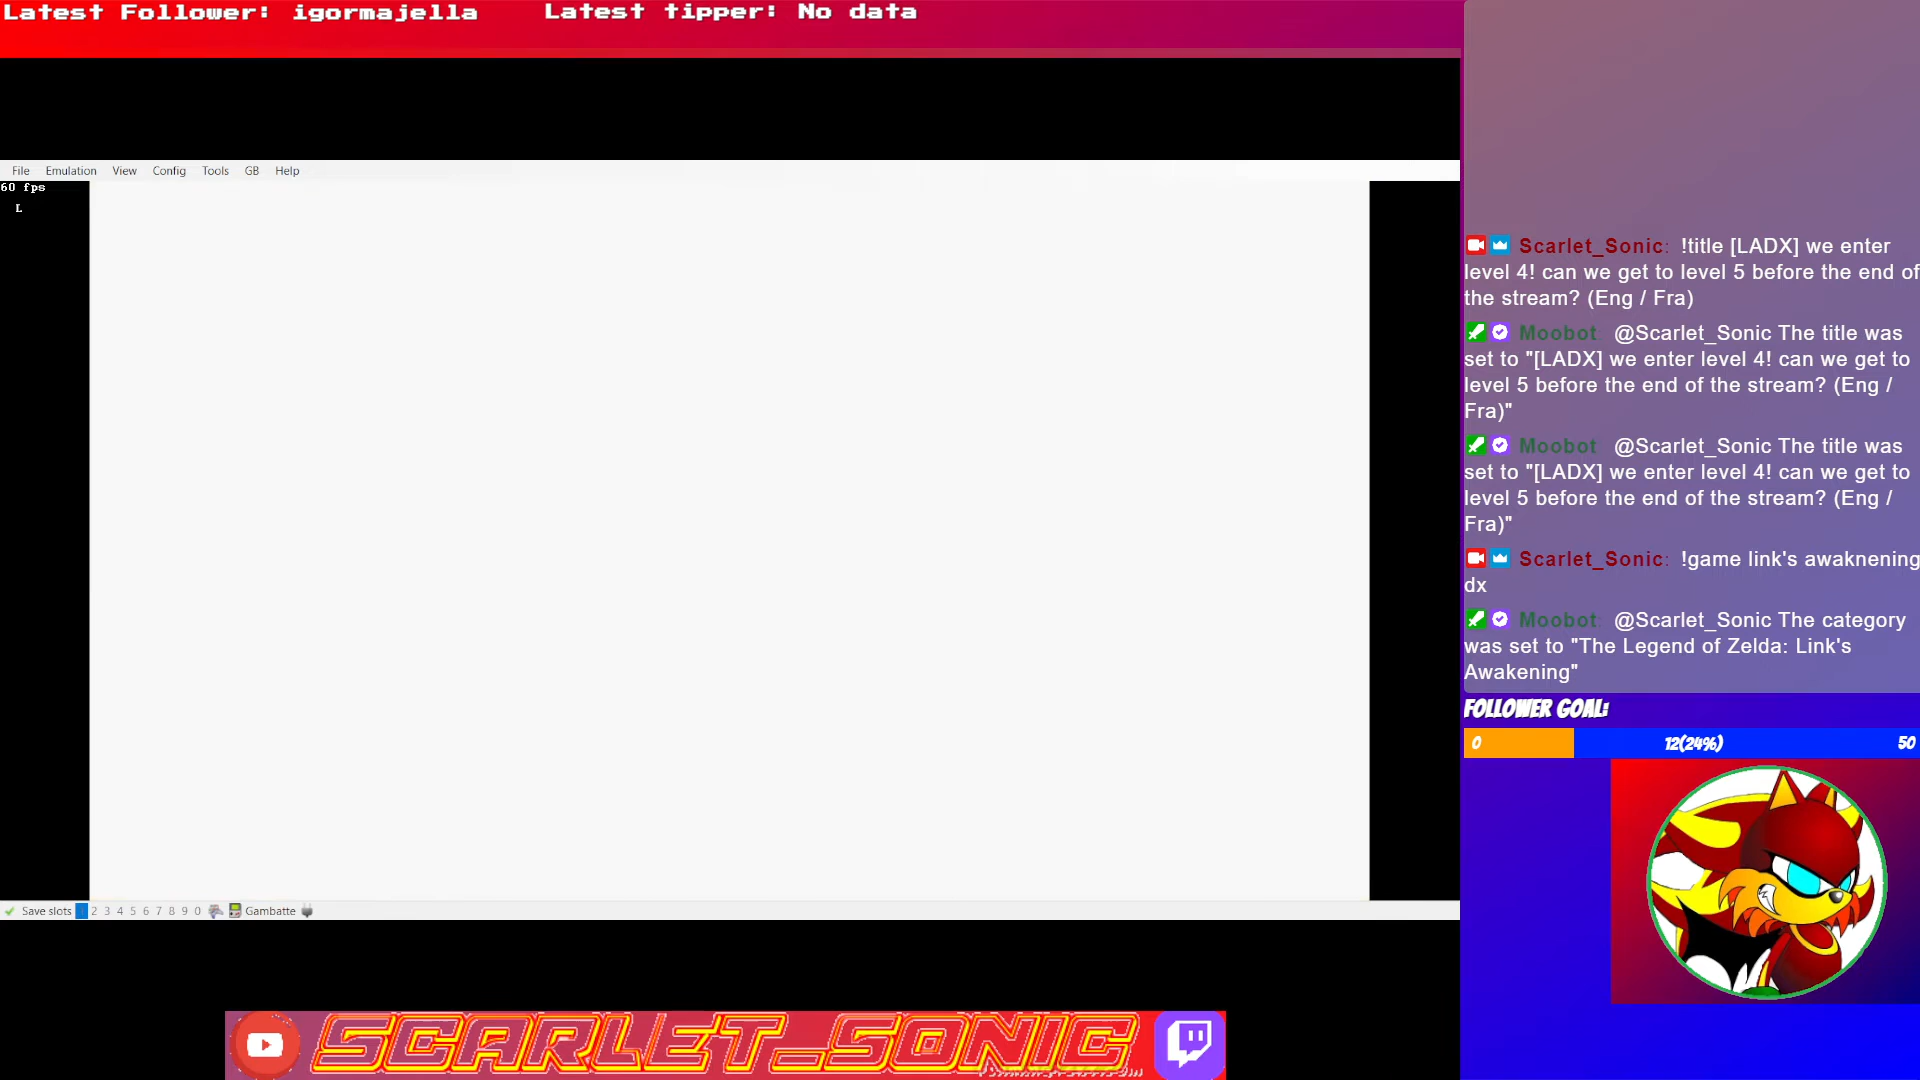 Latest Follower: igormajella Latest tipper: No data
File Emulation View Config Tools GB Help
60 fps
L
Scarlet_Sonic: !title [LADX] we enter
level 4! can we get to level 5 before the end of
the stream? (Eng / Fra)
Moobot: @Scarlet_Sonic The title was
set to "[LADX] we enter level 4! can we get to
level 5 before the end of the stream? (Eng /
Fra)"
Moobot: @Scarlet_Sonic The title was
set to "[LADX] we enter level 4! can we get to
level 5 before the end of the stream? (Eng /
Fra)"
Scarlet_Sonic: !game link's awaknening
dx
Moobot: @Scarlet_Sonic The category
was set to "The Legend of Zelda: Link's
Awakening"
FOLLOWER GOAL:
0 12(24%) 50
Save slots 2 3 4 5 6 7 8 9 0 Gambatte
SCARLET_SONIC